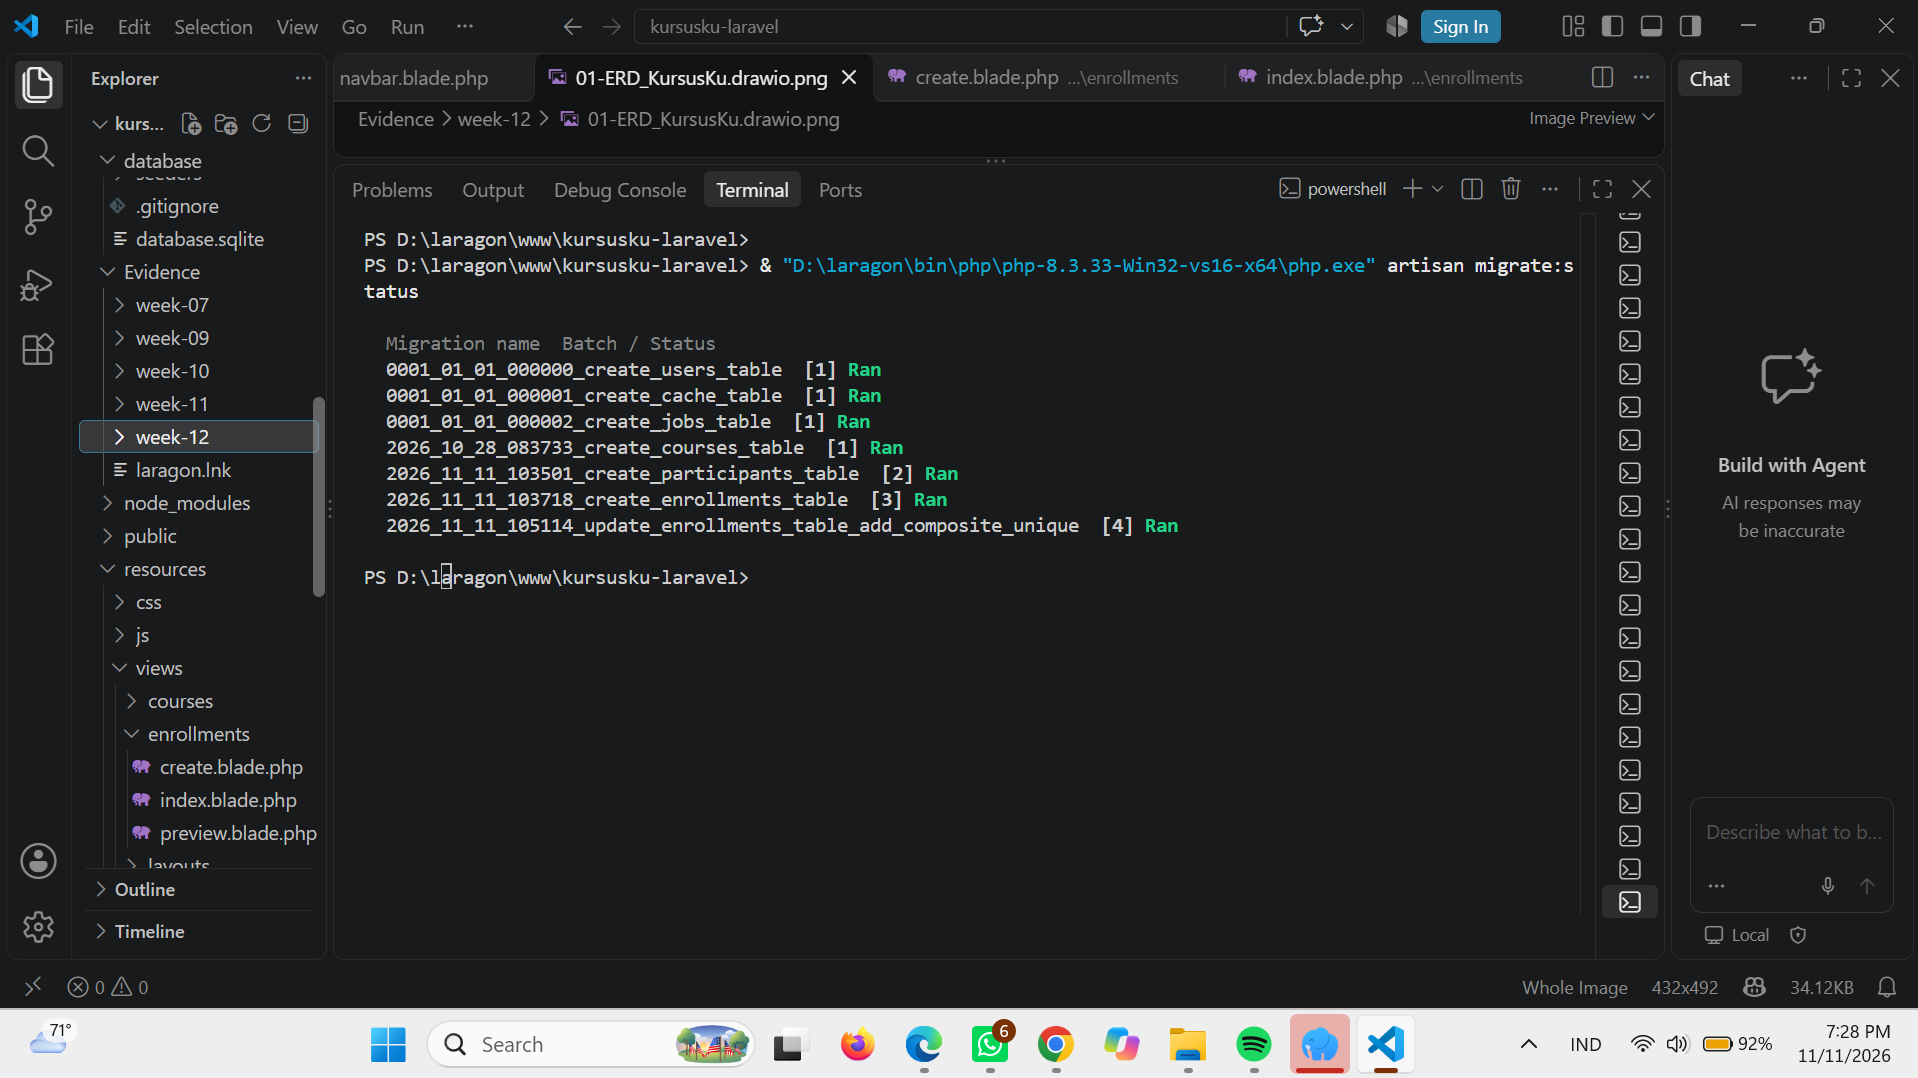 File Edit Selection View Go Run ···
kursusku-laravel
Sign In
Explorer
navbar.blade.php
01-ERD_KursusKu.drawio.png
create.blade.php ...\enrollments
index.blade.php ...\enrollments
Chat
kurs...
Evidence > week-12 > 01-ERD_KursusKu.drawio.png
Image Preview
database
seeders
.gitignore
database.sqlite
Evidence
week-07
week-09
week-10
week-11
week-12
laragon.lnk
node_modules
public
resources
css
js
views
courses
enrollments
create.blade.php
index.blade.php
preview.blade.php
layouts
Outline
Timeline
Problems Output Debug Console Terminal Ports
powershell
PS D:\laragon\www\kursusku-laravel>
PS D:\laragon\www\kursusku-laravel> & "D:\laragon\bin\php\php-8.3.33-Win32-vs16-x64\php.exe" artisan migrate:s
tatus
Migration name Batch / Status
0001_01_01_000000_create_users_table [1] Ran
0001_01_01_000001_create_cache_table [1] Ran
0001_01_01_000002_create_jobs_table [1] Ran
2026_10_28_083733_create_courses_table [1] Ran
2026_11_11_103501_create_participants_table [2] Ran
2026_11_11_103718_create_enrollments_table [3] Ran
2026_11_11_105114_update_enrollments_table_add_composite_unique [4] Ran
PS D:\laragon\www\kursusku-laravel>
Build with Agent
AI responses may
be inaccurate
Describe what to b...
Local
0 0
Whole Image 432x492 34.12KB
71°
Search
6
IND
92%
7:28 PM
11/11/2026